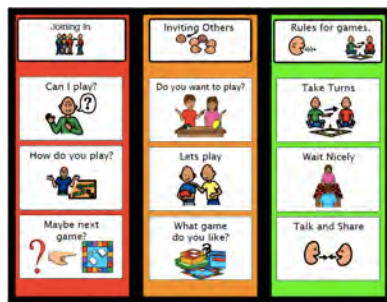 Joining In
Can I play?
How do you play?
Maybe next
game?
Inviting Others
Do you want to play?
Lets play
What game
do you like?
Rules for games.
Take Turns
Wait Nicely
Talk and Share